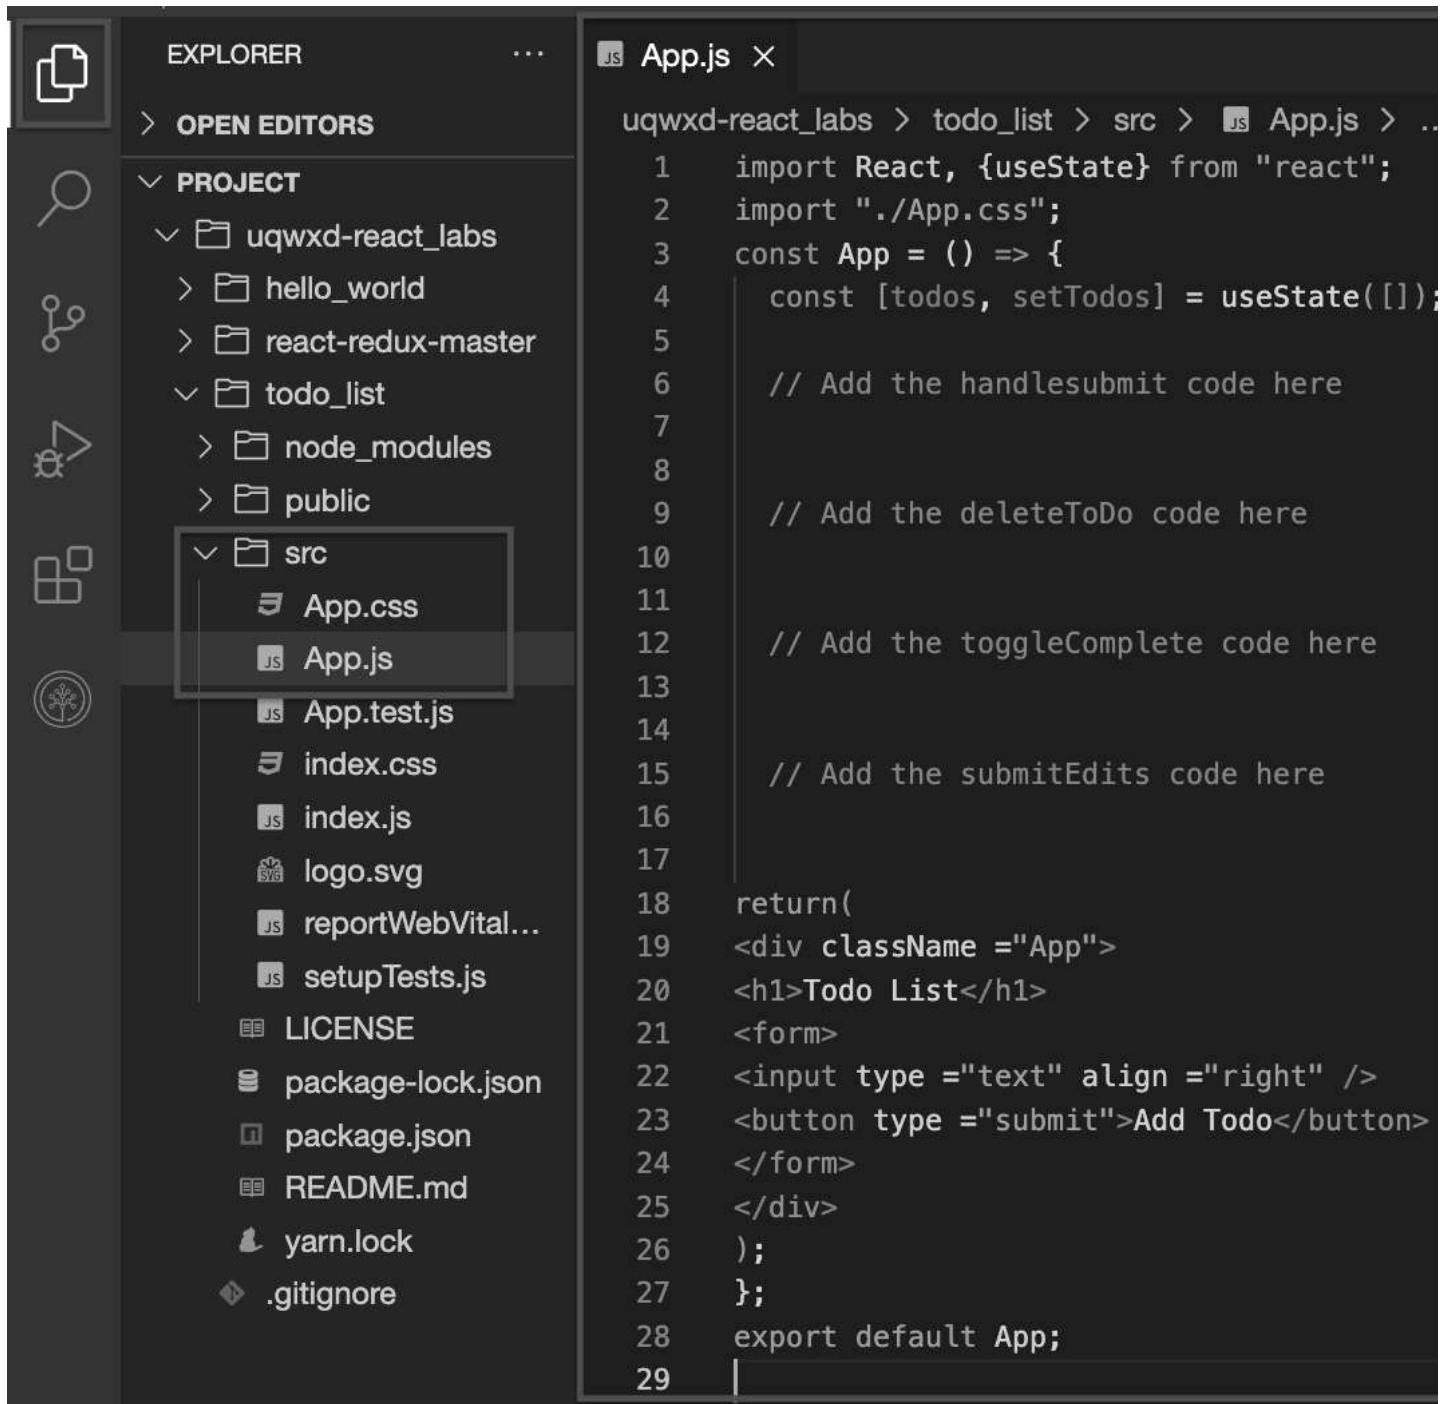 EXPLORER ...
OPEN EDITORS
PROJECT
uqwxd-react_labs
hello_world
react-redux-master
todo_list
node_modules
public
src
App.css
JS App.js
JS App.test.js
index.css
JS index.js
SVG logo.svg
JS reportWebVital...
JS setupTests.js
LICENSE
package-lock.json
package.json
README.md
yarn.lock
.gitignore
JS App.js ×
uqwxd-react_labs > todo_list > src > JS App.js > ..
1 import React, {useState} from "react";
2 import "./App.css";
3 const App = () => {
4 const [todos, setTodos] = useState([]);
5
6 // Add the handlesubmit code here
7
8
9 // Add the deleteToDo code here
10
11
12 // Add the toggleComplete code here
13
14
15 // Add the submitEdits code here
16
17
18 return(
19 <div className ="App">
20 <h1>Todo List</h1>
21 <form>
22 <input type ="text" align ="right" />
23 <button type ="submit">Add Todo</button>
24 </form>
25 </div>
26 );
27 };
28 export default App;
29